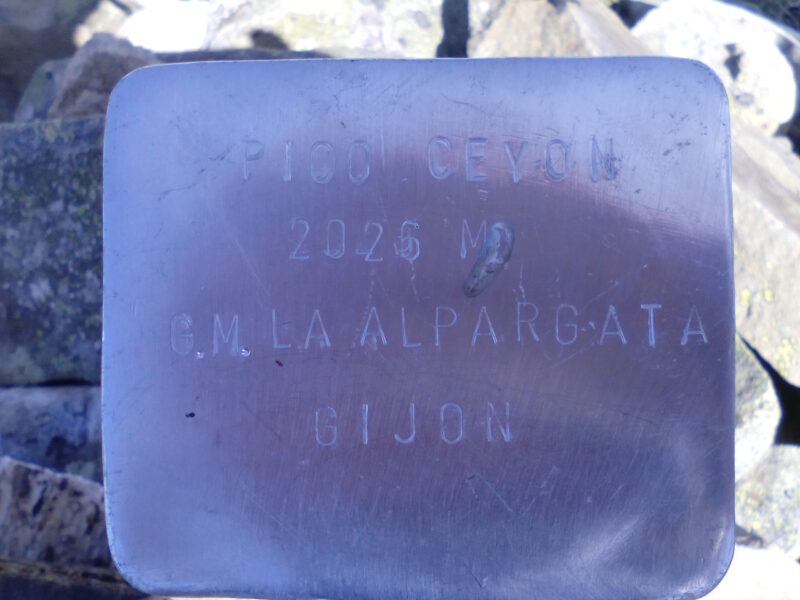 PICO CEYON
2026 M
G.M. LA ALPARGATA
GIJON